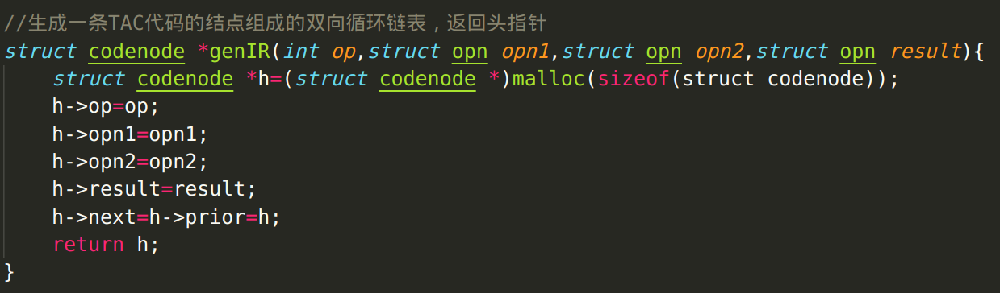 //生成一条TAC代码的结点组成的双向循环链表，返回头指针
struct codenode *genIR(int op,struct opn opn1,struct opn opn2,struct opn result){
    struct codenode *h=(struct codenode *)malloc(sizeof(struct codenode));
    h->op=op;
    h->opn1=opn1;
    h->opn2=opn2;
    h->result=result;
    h->next=h->prior=h;
    return h;
}